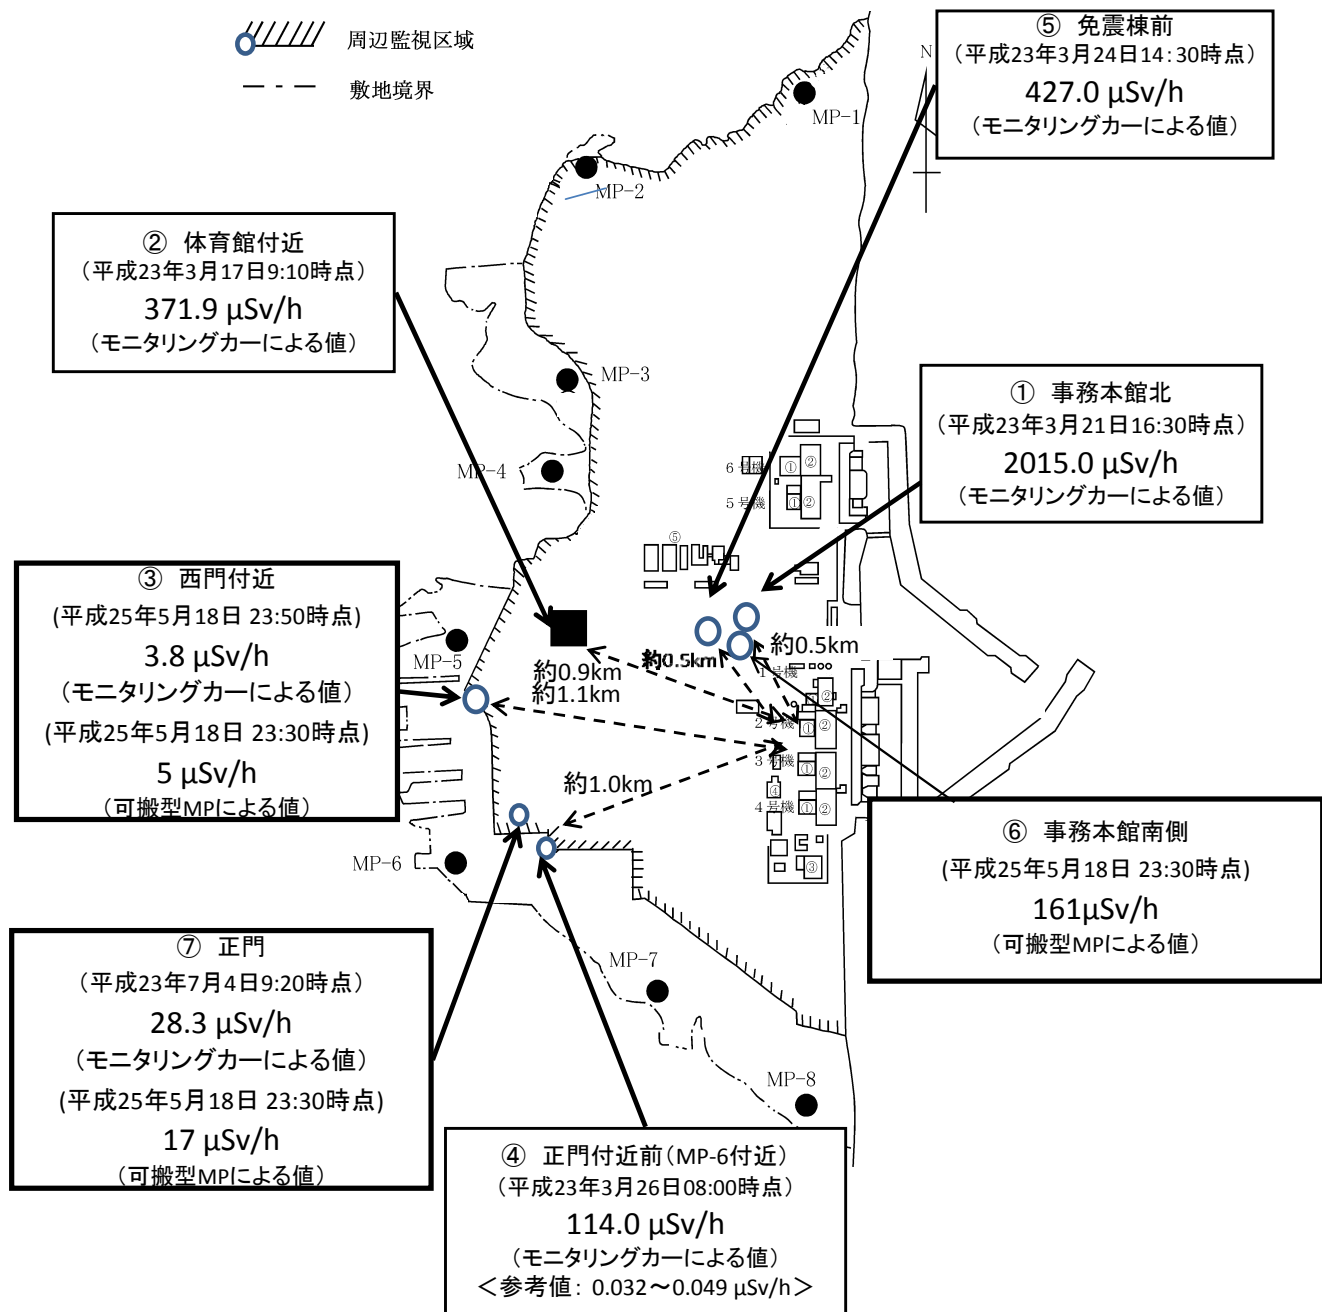 周辺監視区域
敷地境界
⑤ 免震棟前
（平成23年3月24日14：30時点）
427.0 μSv/h
（モニタリングカーによる値）
N
MP-1
MP-2
② 体育館付近
（平成23年3月17日9:10時点）
371.9 μSv/h
（モニタリングカーによる値）
MP-3
MP-4
① 事務本館北
（平成23年3月21日16:30時点）
2015.0 μSv/h
（モニタリングカーによる値）
6号機
①
②
5号機
①
②
⑤
③ 西門付近
(平成25年5月18日 23:50時点)
3.8 μSv/h
（モニタリングカーによる値）
(平成25年5月18日 23:30時点)
5 μSv/h
（可搬型MPによる値）
MP-5
約0.9km
約1.1km
約0.5km
約0.5km
1号機
②
2号機
①
②
3号機
①
②
④
4号機
①
②
③
約1.0km
MP-6
⑥ 事務本館南側
(平成25年5月18日 23:30時点)
161μSv/h
（可搬型MPによる値）
⑦ 正門
（平成23年7月4日9:20時点）
28.3 μSv/h
（モニタリングカーによる値）
(平成25年5月18日 23:30時点)
17 μSv/h
（可搬型MPによる値）
MP-7
MP-8
④ 正門付近前（MP-6付近）
（平成23年3月26日08:00時点）
114.0 μSv/h
（モニタリングカーによる値）
＜参考値： 0.032～0.049 μSv/h＞